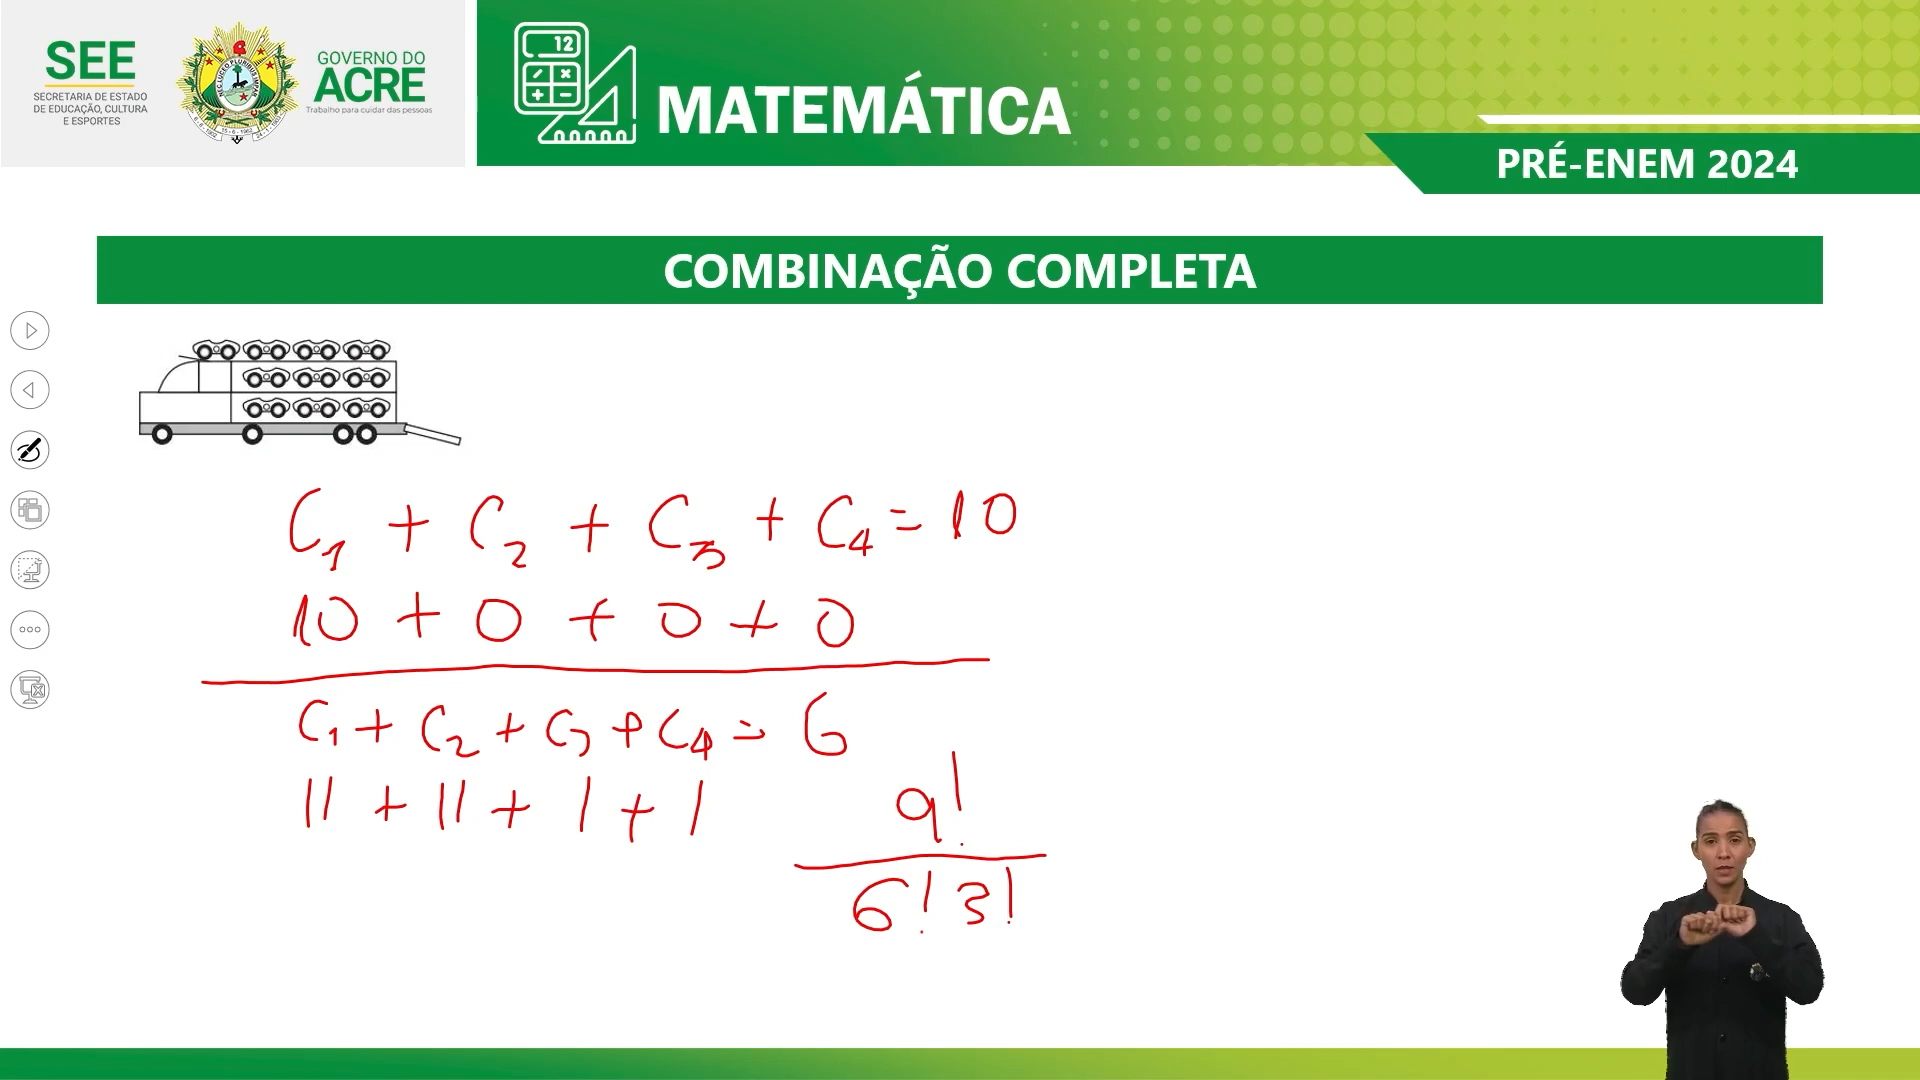 SEE
SECRETARIA DE ESTADO
DE EDUCAÇÃO, CULTURA
E ESPORTES
GOVERNO DO
ACRE
Trabalho para cuidar das pessoas
12
MATEMÁTICA
PRÉ-ENEM 2024
COMBINAÇÃO COMPLETA
C₁ + C₂ + C₃ + C₄ = 10
10 + 0 + 0 + 0
C₁ + C₂ + C₃ + C₄ = 6
11 + 11 + 1 + 1
9!
6! 3!